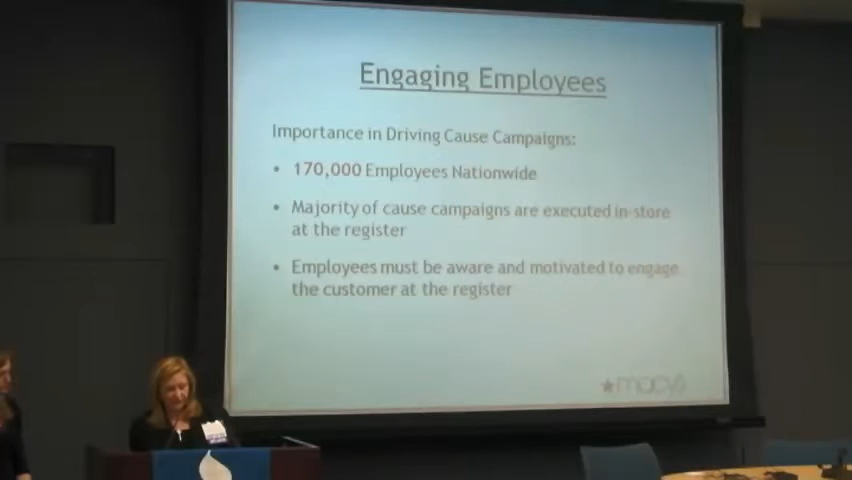 Engaging Employees
Importance in Driving Cause Campaigns:
• 170,000 Employees Nationwide
• Majority of cause campaigns are executed in-store
at the register
• Employees must be aware and motivated to engage
the customer at the register
★macy's